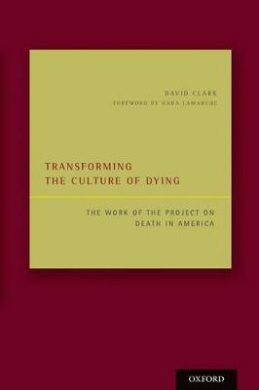 DAVID CLARK
FOREWORD BY GARA LAMARCHE
TRANSFORMING
THE CULTURE OF DYING
THE WORK OF THE PROJECT ON
DEATH IN AMERICA
OXFORD